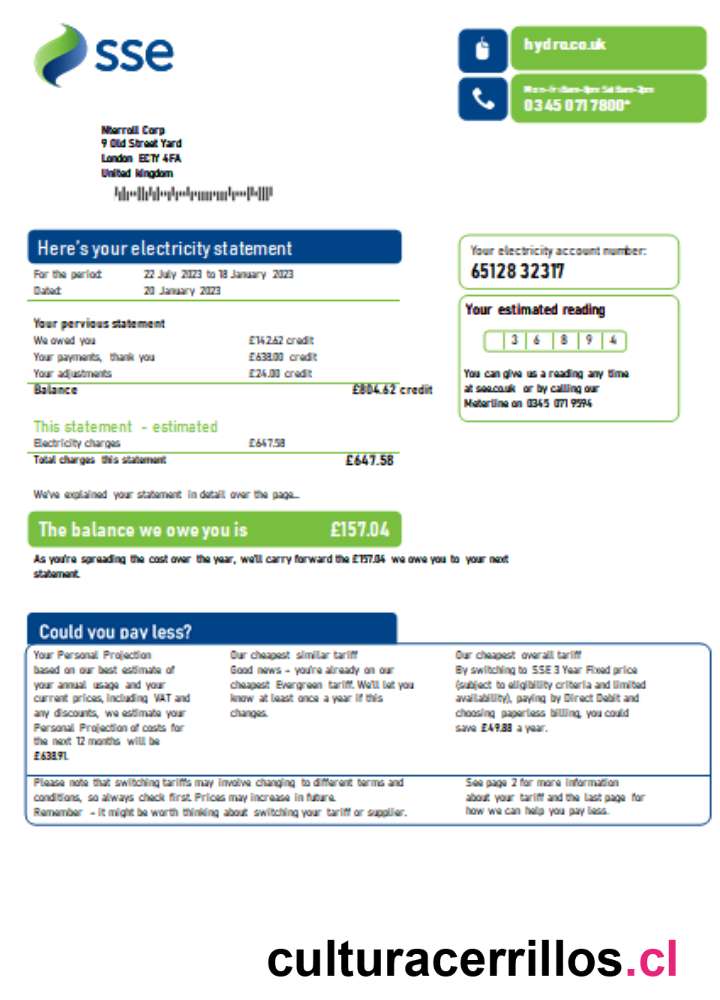 sse
hydro.co.uk
Mon-Fri 8am-8pm Sat 8am-2pm
0345 071 7800*
Nterroll Corp
9 Old Street Yard
London EC1Y 4FA
United kingdom
Here's your electricity statement
For the period: 22 July 2023 to 18 January 2023
Dated: 20 January 2023
Your electricity account number:
65128 32317
Your estimated reading
3 6 8 9 4
You can give us a reading any time
at sse.co.uk or by calling our
Meterline on 0345 071 9594
Your pervious statement
We owed you £142.62 credit
Your payments, thank you £638.00 credit
Your adjustments £24.00 credit
Balance £804.62 credit
This statement - estimated
Electricity charges £647.58
Total charges this statement £647.58
We've explained your statement in detail over the page...
The balance we owe you is £157.04
As you're spreading the cost over the year, we'll carry forward the £157.04 we owe you to your next
statement.
Could you pay less?
Your Personal Projection
based on our best estimate of
your annual usage and your
current prices, including VAT and
any discounts, we estimate your
Personal Projection of costs for
the next 12 months will be
£638.91.
Our cheapest similar tariff
Good news - you're already on our
cheapest Evergreen tariff. We'll let you
know at least once a year if this
changes.
Our cheapest overall tariff
By switching to SSE 3 Year Fixed price
(subject to eligibility criteria and limited
availability), paying by Direct Debit and
choosing paperless billing, you could
save £49.88 a year.
Please note that switching tariffs may involve changing to different terms and
conditions, so always check first. Prices may increase in future.
Remember - it might be worth thinking about switching your tariff or supplier.
See page 2 for more information
about your tariff and the last page for
how we can help you pay less.
culturacerrillos.cl